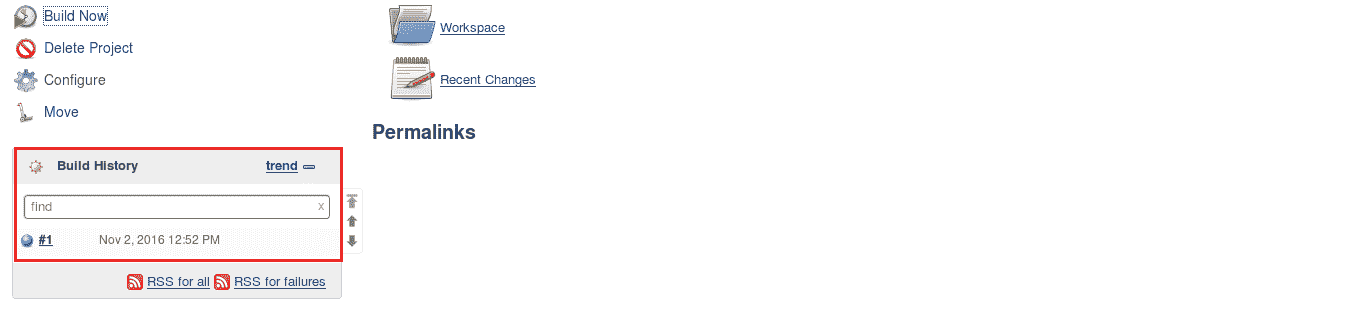 Build Now
Delete Project
Configure
Move
Build History trend
find x
#1 Nov 2, 2016 12:52 PM
RSS for all RSS for failures
Workspace
Recent Changes
Permalinks